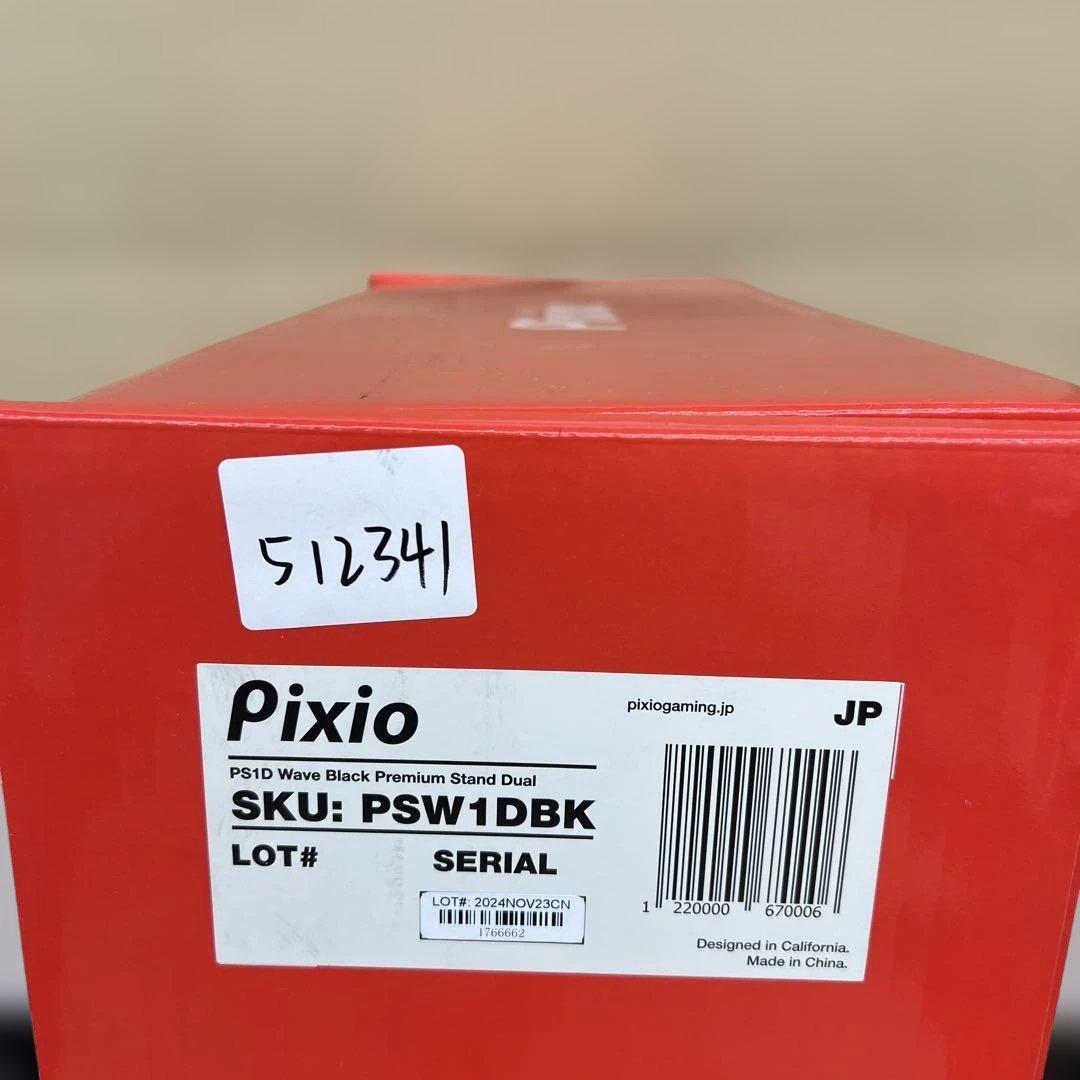 512341
Pixio
pixiogaming.jp
JP
PS1D Wave Black Premium Stand Dual
SKU: PSW1DBK
LOT#
SERIAL
LOT#: 2024NOV23CN
1766662
1 220000 670006
Designed in California.
Made in China.